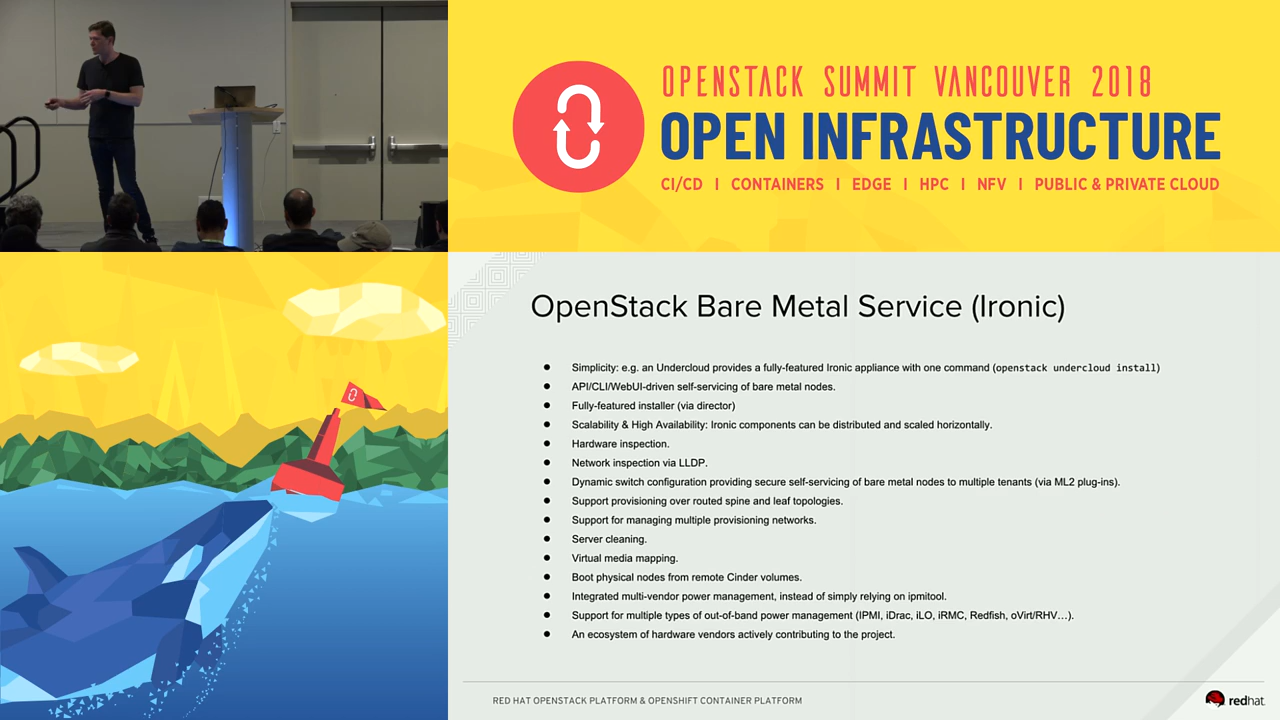 OPENSTACK SUMMIT VANCOUVER 2018
OPEN INFRASTRUCTURE
CI/CD | CONTAINERS | EDGE | HPC | NFV | PUBLIC & PRIVATE CLOUD
OpenStack Bare Metal Service (Ironic)
● Simplicity: e.g. an Undercloud provides a fully-featured Ironic appliance with one command (openstack undercloud install)
● API/CLI/WebUI-driven self-servicing of bare metal nodes.
● Fully-featured installer (via director)
● Scalability & High Availability: Ironic components can be distributed and scaled horizontally.
● Hardware inspection.
● Network inspection via LLDP.
● Dynamic switch configuration providing secure self-servicing of bare metal nodes to multiple tenants (via ML2 plug-ins).
● Support provisioning over routed spine and leaf topologies.
● Support for managing multiple provisioning networks.
● Server cleaning.
● Virtual media mapping.
● Boot physical nodes from remote Cinder volumes.
● Integrated multi-vendor power management, instead of simply relying on ipmitool.
● Support for multiple types of out-of-band power management (IPMI, iDrac, iLO, iRMC, Redfish, oVirt/RHV…).
● An ecosystem of hardware vendors actively contributing to the project.
RED HAT OPENSTACK PLATFORM & OPENSHIFT CONTAINER PLATFORM
redhat.